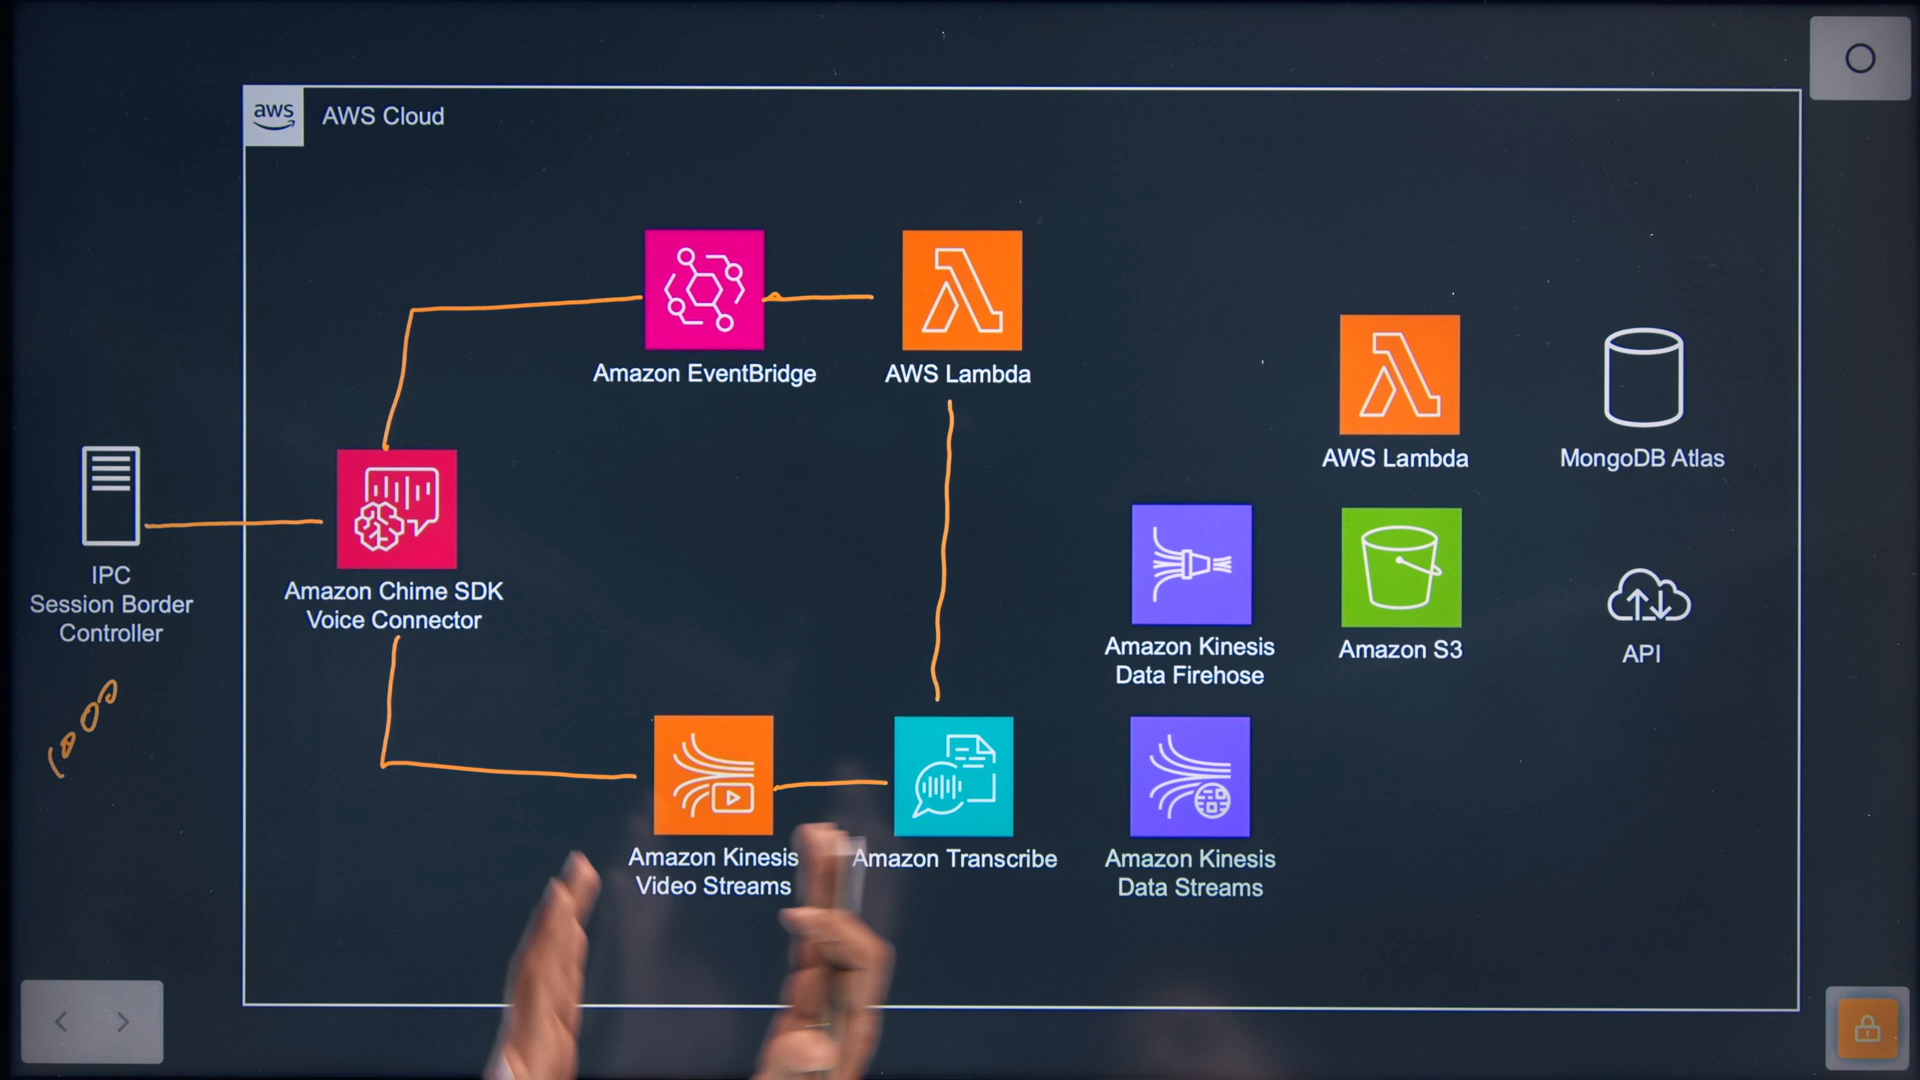 aws
AWS Cloud
Amazon EventBridge
AWS Lambda
AWS Lambda
MongoDB Atlas
IPC
Session Border
Controller
1000
Amazon Chime SDK
Voice Connector
Amazon Kinesis
Data Firehose
Amazon S3
API
Amazon Kinesis
Video Streams
Amazon Transcribe
Amazon Kinesis
Data Streams